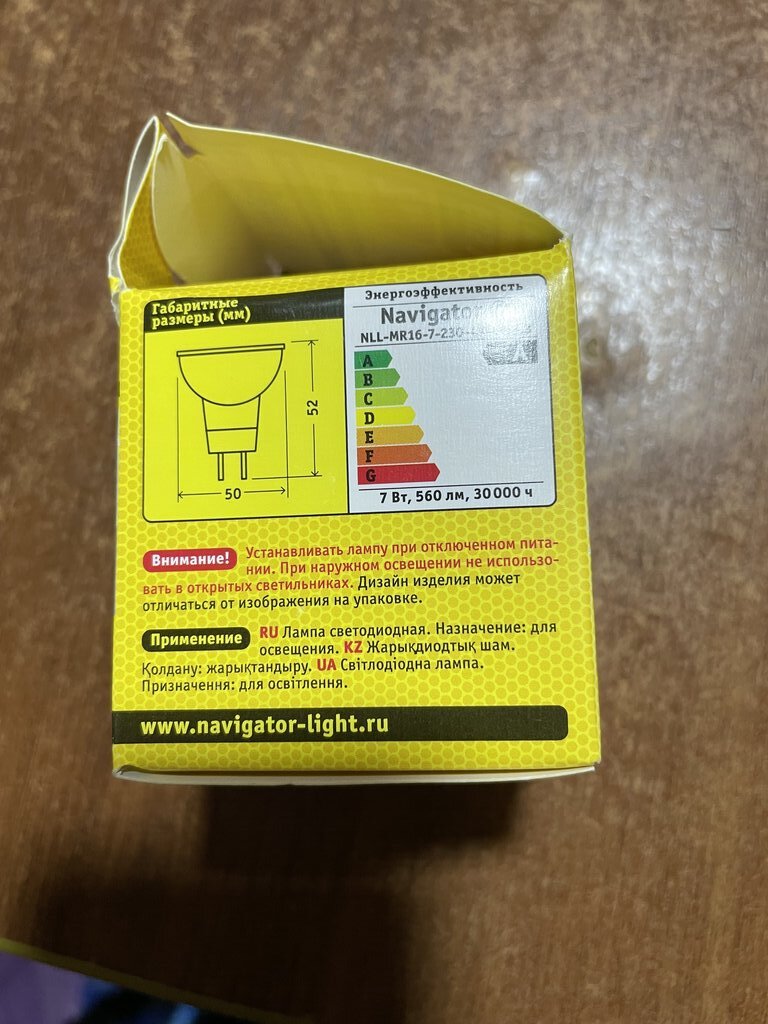 Габаритные
размеры (мм)
52
50
Энергоэффективность
Navigator
NLL-MR16-7-230-
A
B
C
D
E
F
G
7 Вт, 560 лм, 30 000 ч
Внимание! Устанавливать лампу при отключенном пита-
нии. При наружном освещении не использо-
вать в открытых светильниках. Дизайн изделия может
отличаться от изображения на упаковке.
Применение RU Лампа светодиодная. Назначение: для
освещения. KZ Жарықдиодтық шам.
Қолдану: жарықтандыру. UA Світлодіодна лампа.
Призначення: для освітлення.
www.navigator-light.ru